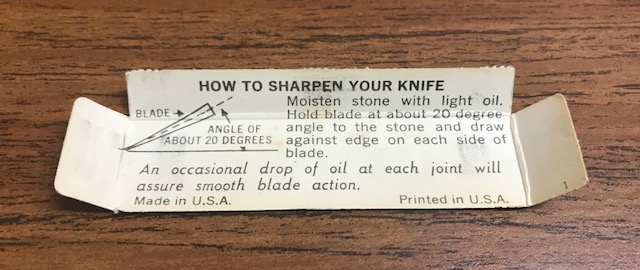 HOW TO SHARPEN YOUR KNIFE
BLADE
ANGLE OF
ABOUT 20 DEGREES
Moisten stone with light oil.
Hold blade at about 20 degree
angle to the stone and draw
against edge on each side of
blade.
An occasional drop of oil at each joint will
assure smooth blade action.
Made in U.S.A.
Printed in U.S.A.
1